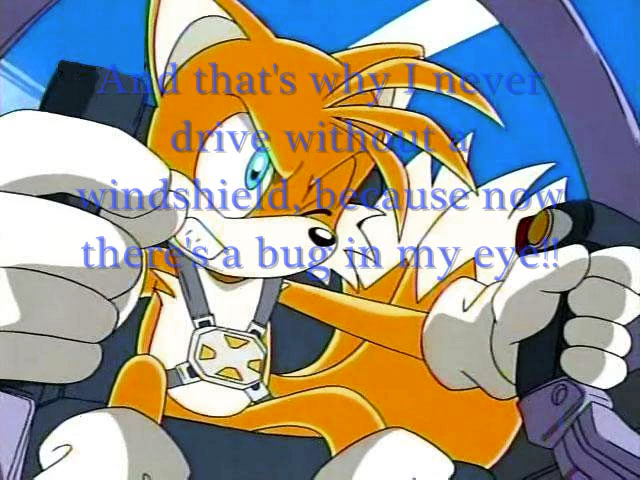 And that's why I never
drive without a
windshield, because now
there's a bug in my eye!!